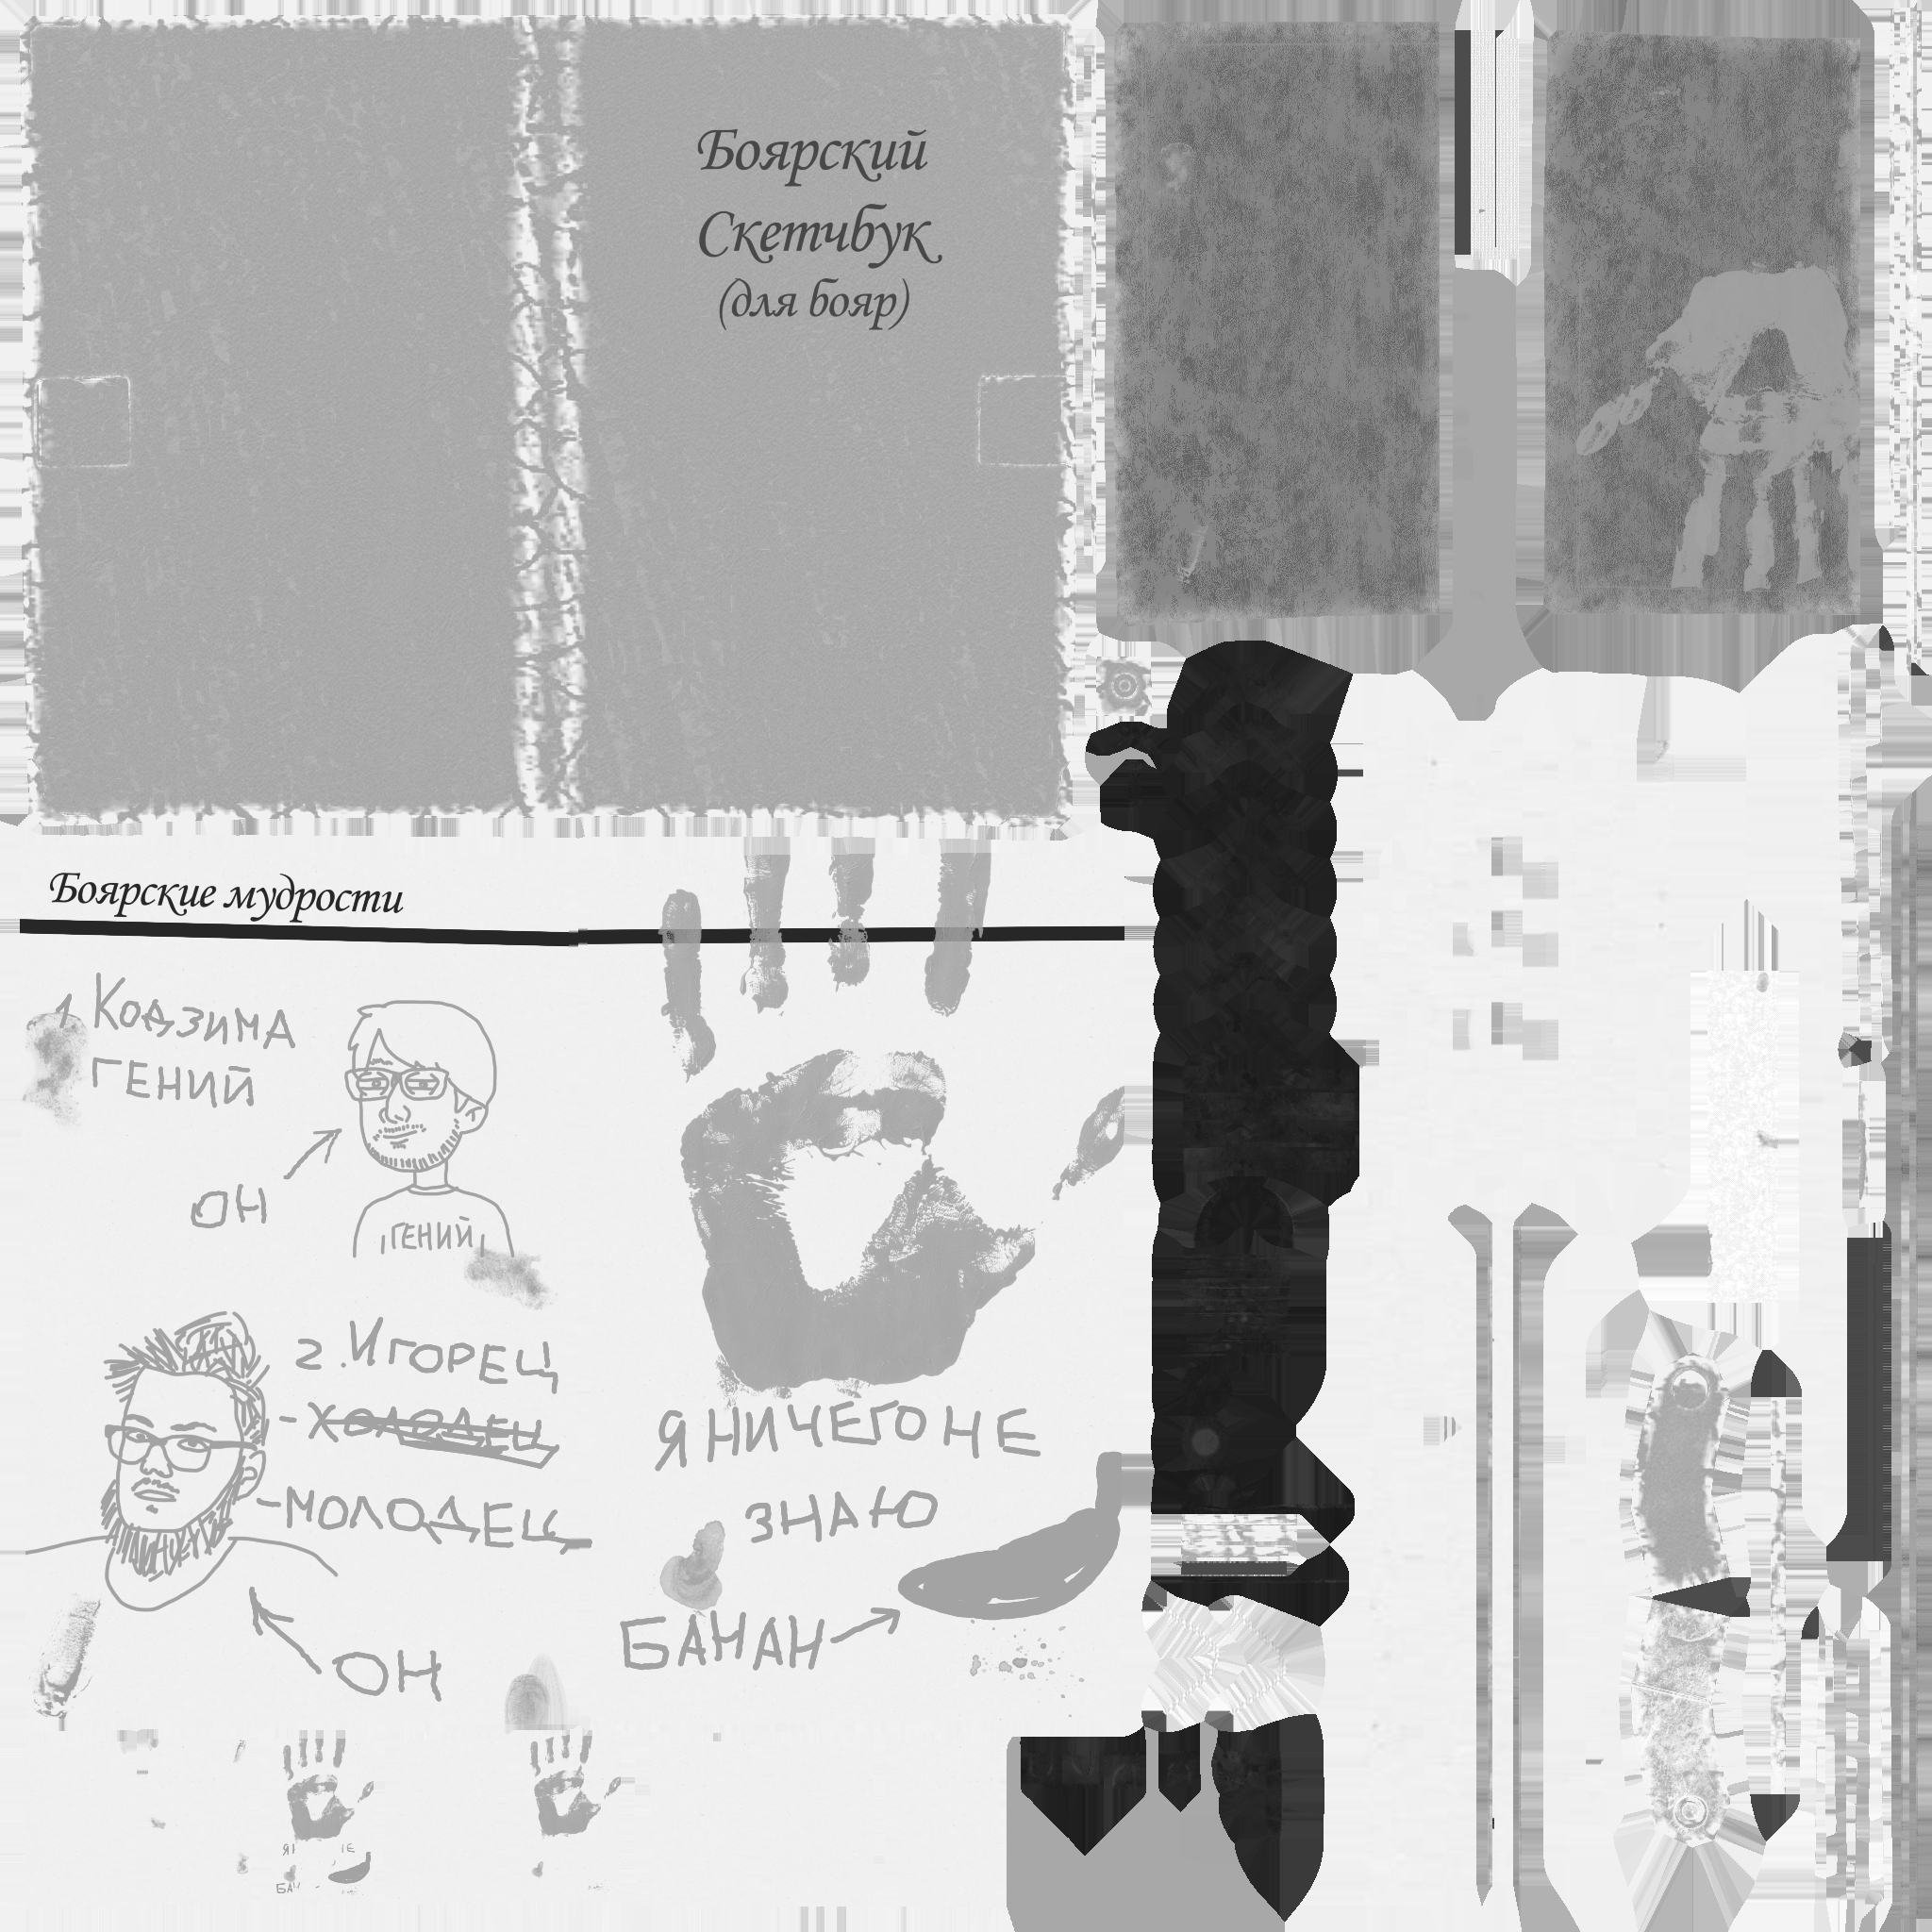 Боярский
Скетчбук
(для бояр)
Боярские мудрости
1 Кодзима
ГЕНИЙ
ОН
ГЕНИЙ
2. ИГОРЕЦ
-ХОЛОДЕЦ
-МОЛОДЕЦ
ОН
Я НИЧЕГО НЕ
ЗНАЮ
БАНАН